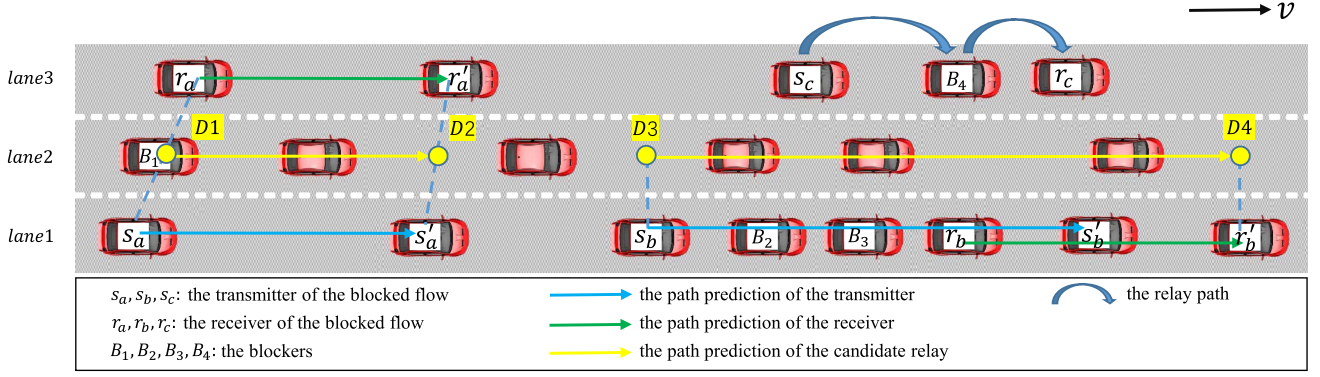 v
lane3
r_a
r'_a
s_c
B_4
r_c
D1
D2
D3
D4
lane2
B_1
lane1
s_a
s'_a
s_b
B_2
B_3
r_b
s'_b
r'_b
s_a, s_b, s_c: the transmitter of the blocked flow
the path prediction of the transmitter
the relay path
r_a, r_b, r_c: the receiver of the blocked flow
the path prediction of the receiver
B_1, B_2, B_3, B_4: the blockers
the path prediction of the candidate relay